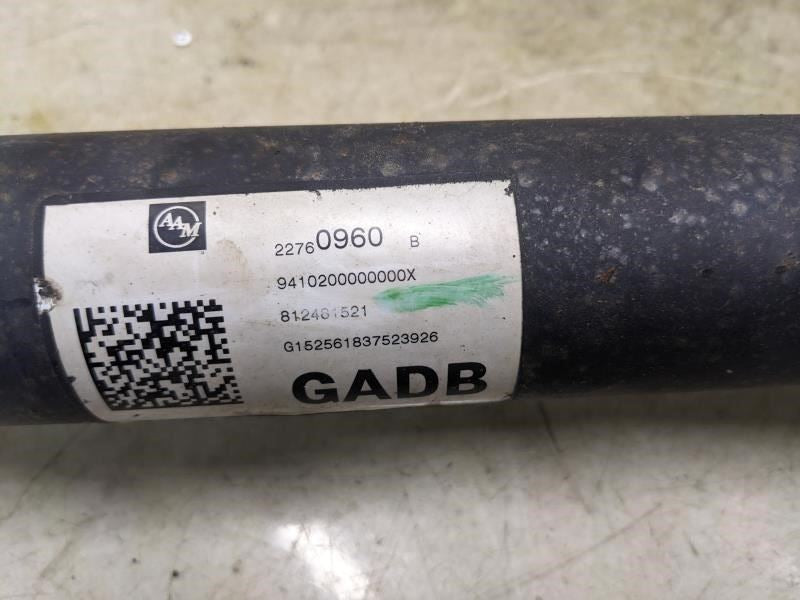 AAM
22760960 B
9410200000000X
812461521
G152561837523926
GADB